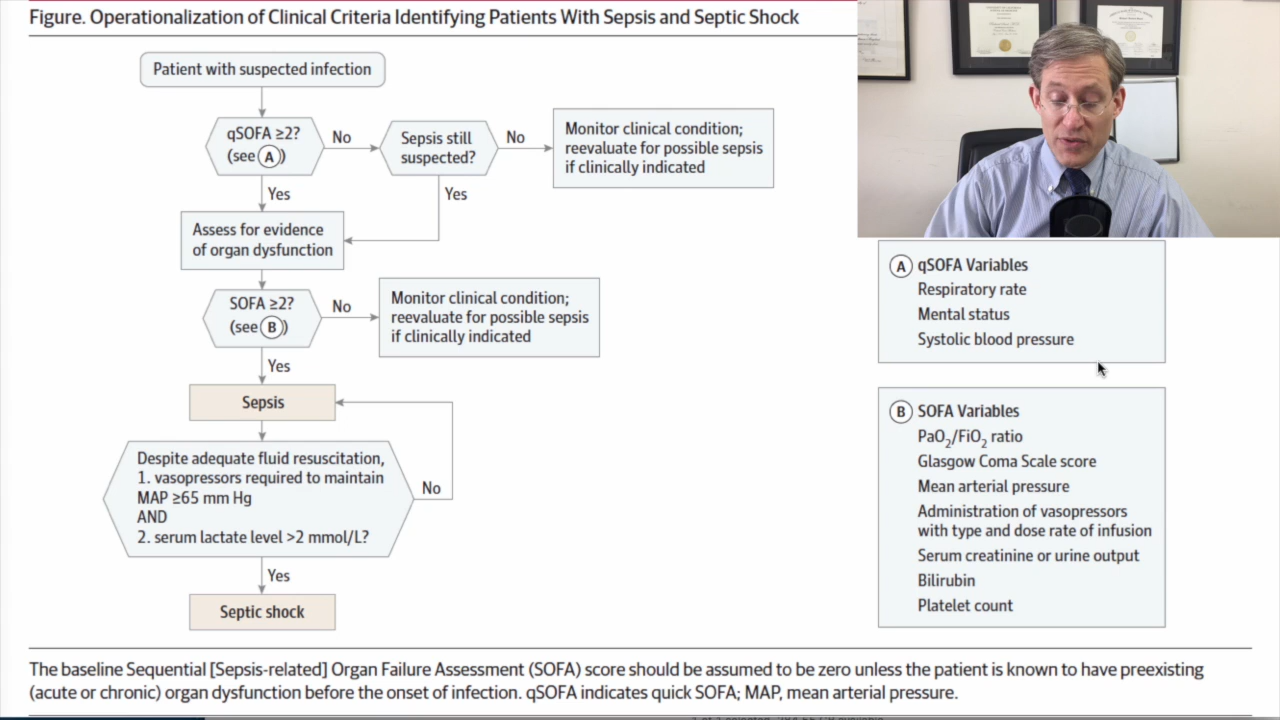 Figure. Operationalization of Clinical Criteria Identifying Patients With Sepsis and Septic Shock
Patient with suspected infection
qSOFA ≥2?
(see A)
No
Sepsis still
suspected?
No
Monitor clinical condition;
reevaluate for possible sepsis
if clinically indicated
Yes
Yes
Assess for evidence
of organ dysfunction
SOFA ≥2?
(see B)
No
Monitor clinical condition;
reevaluate for possible sepsis
if clinically indicated
Yes
Sepsis
Despite adequate fluid resuscitation,
1. vasopressors required to maintain
MAP ≥65 mm Hg
AND
2. serum lactate level >2 mmol/L?
No
Yes
Septic shock
A qSOFA Variables
Respiratory rate
Mental status
Systolic blood pressure
B SOFA Variables
PaO2/FiO2 ratio
Glasgow Coma Scale score
Mean arterial pressure
Administration of vasopressors
with type and dose rate of infusion
Serum creatinine or urine output
Bilirubin
Platelet count
The baseline Sequential [Sepsis-related] Organ Failure Assessment (SOFA) score should be assumed to be zero unless the patient is known to have preexisting
(acute or chronic) organ dysfunction before the onset of infection. qSOFA indicates quick SOFA; MAP, mean arterial pressure.